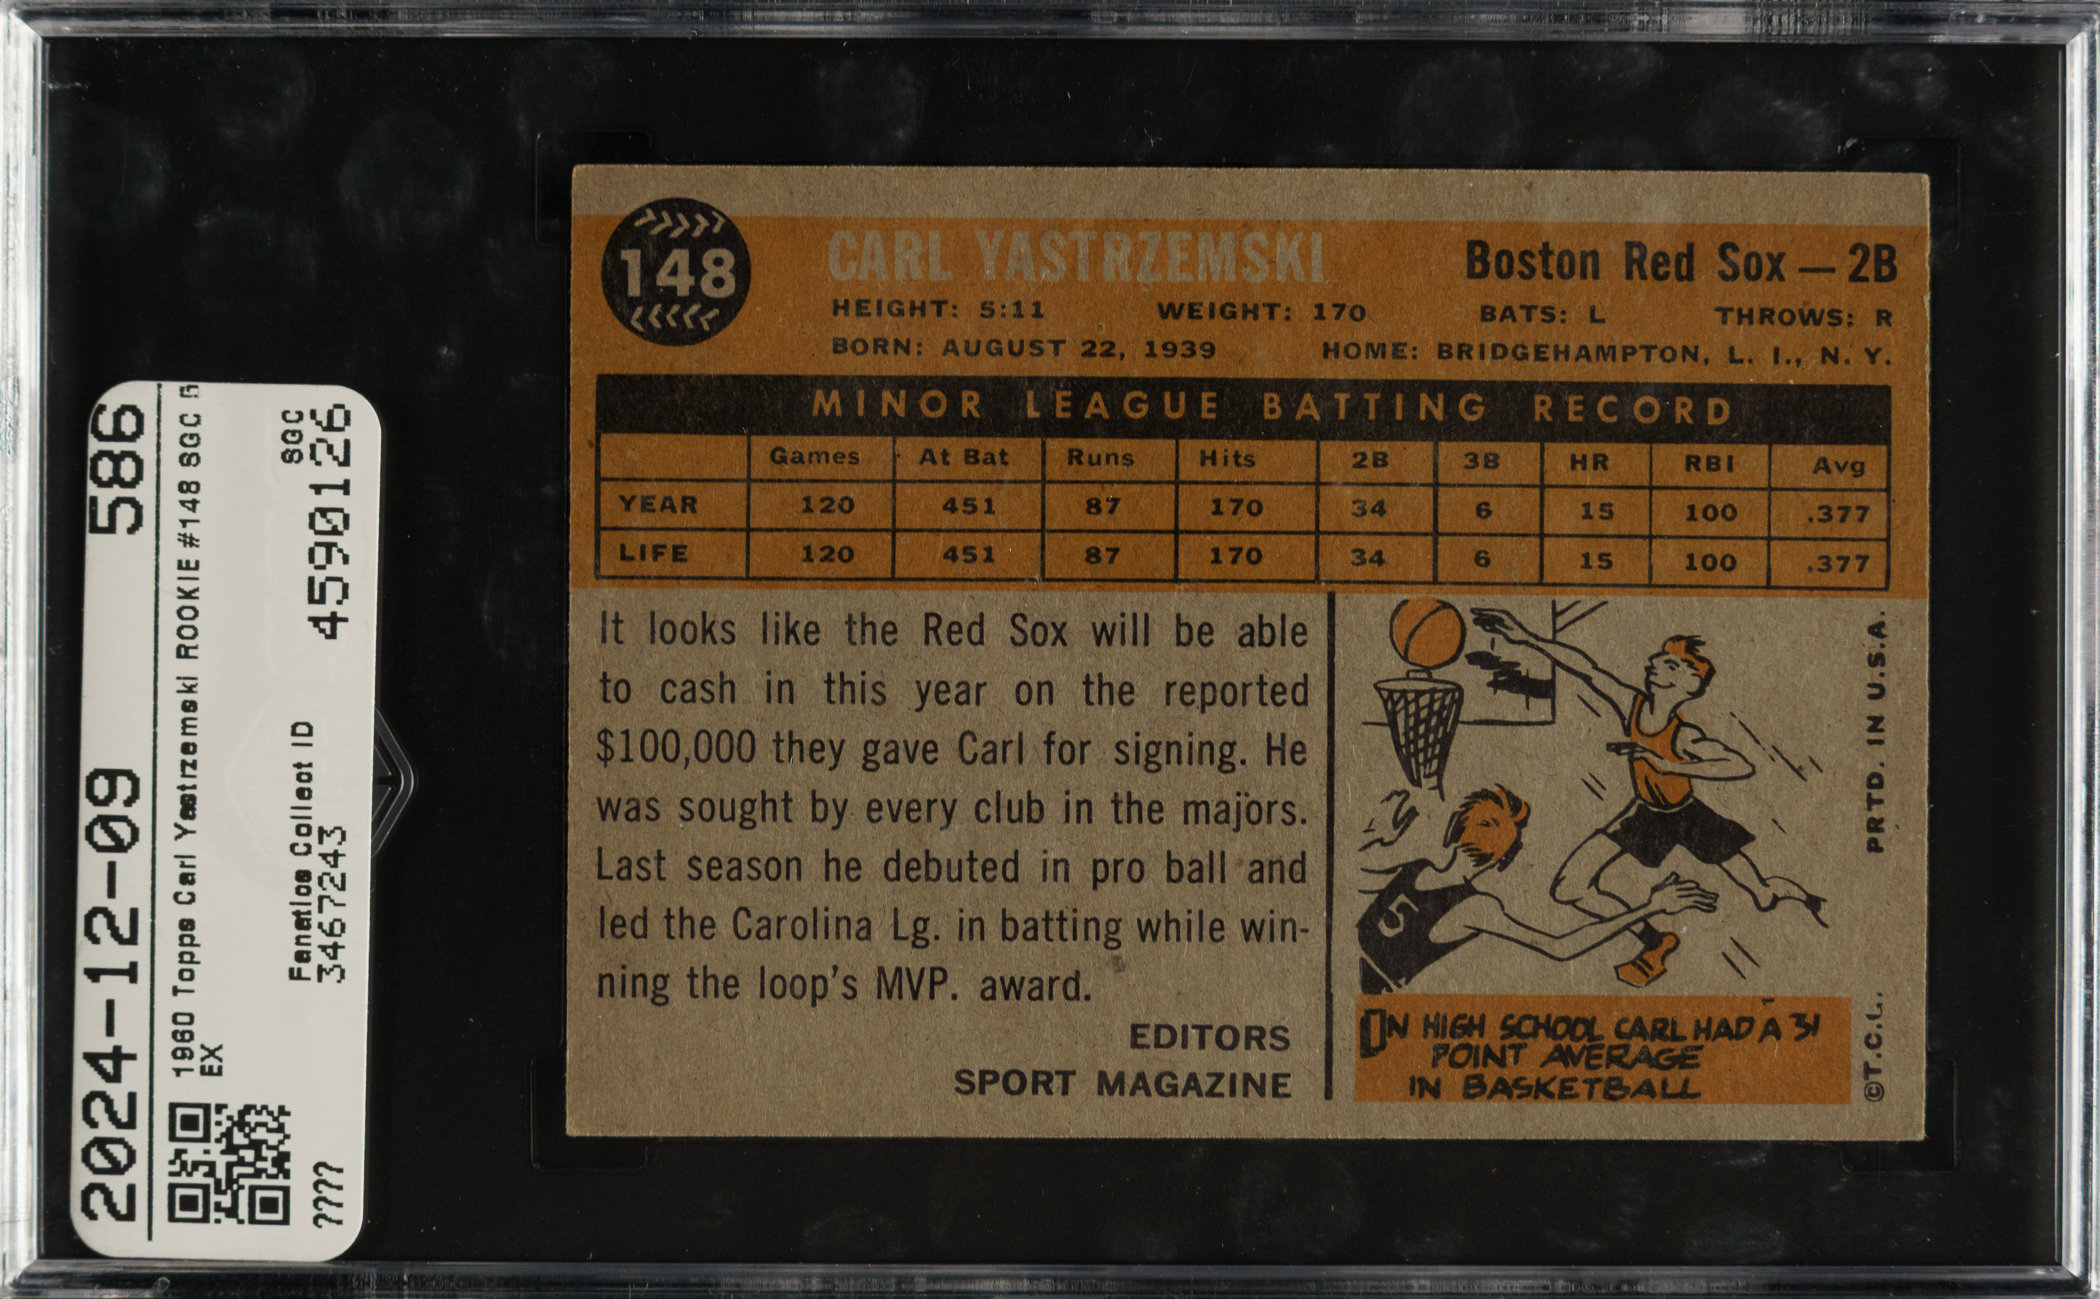 148
CARL YASTRZEMSKI
Boston Red Sox — 2B
HEIGHT: 5:11 WEIGHT: 170 BATS: L THROWS: R
BORN: AUGUST 22, 1939 HOME: BRIDGEHAMPTON, L. I., N. Y.
MINOR LEAGUE BATTING RECORD
Games At Bat Runs Hits 2B 3B HR RBI Avg
YEAR 120 451 87 170 34 6 15 100 .377
LIFE 120 451 87 170 34 6 15 100 .377
It looks like the Red Sox will be able
to cash in this year on the reported
$100,000 they gave Carl for signing. He
was sought by every club in the majors.
Last season he debuted in pro ball and
led the Carolina Lg. in batting while win-
ning the loop's MVP. award.
EDITORS
SPORT MAGAZINE
5
IN HIGH SCHOOL CARL HAD A 31
POINT AVERAGE
IN BASKETBALL
©T.C.G. PRTD. IN U.S.A.
2024-12-09 586
1960 Topps Carl Yastrzemski ROOKIE #148 SGC 5
EX
Fanatics Collect ID SGC
3467243 45901126
????